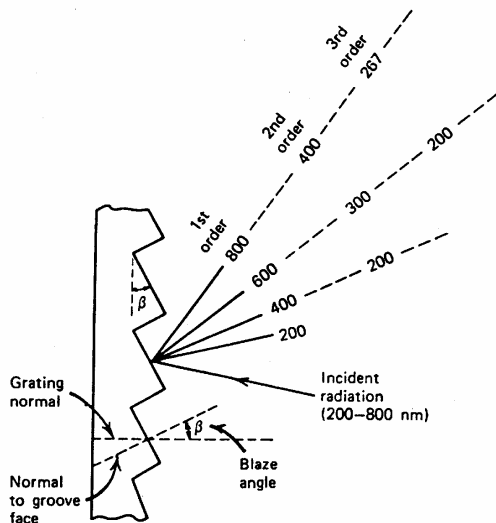 3rd order
267
2nd order
400
200
1st order
800
300
600
200
400
β
200
Grating
normal
Incident
radiation
(200–800 nm)
β
Normal
to groove
face
Blaze
angle